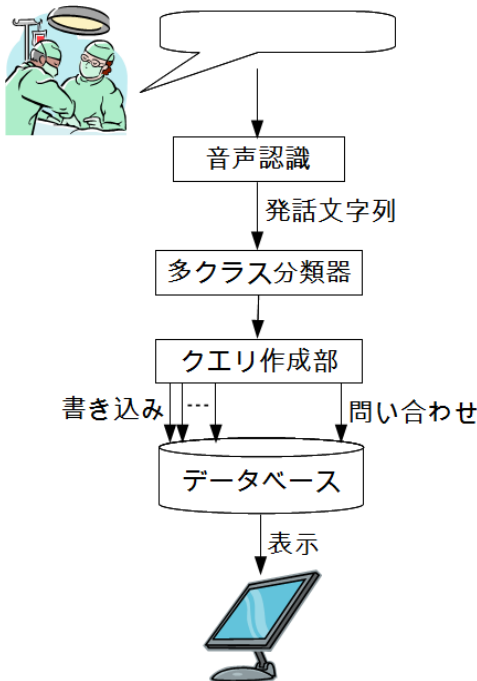 音声認識
発話文字列
多クラス分類器
クエリ作成部
書き込み
...
問い合わせ
データベース
表示